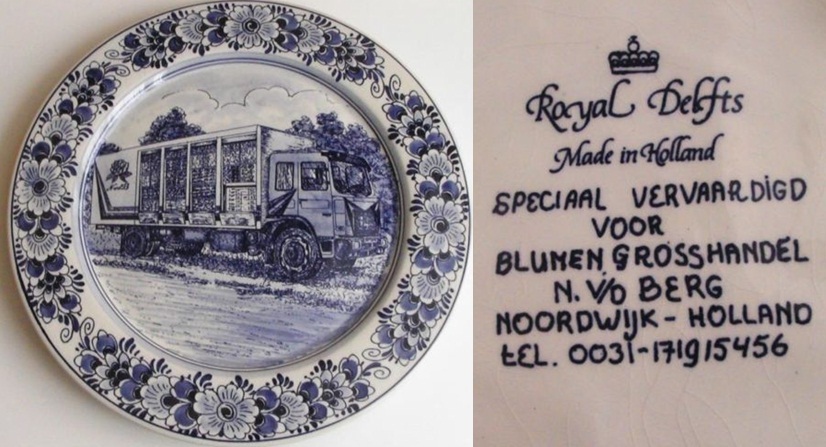 Royal Delfts
Made in Holland
SPECIAAL VERVAARDIGD
VOOR
BLUMEN GROSSHANDEL
N. V/D BERG
NOORDWIJK - HOLLAND
tEL. 0031-171915456